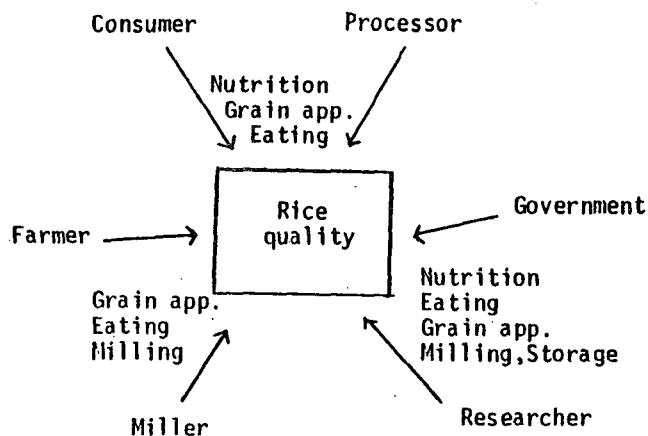 Consumer
Processor
Nutrition
Grain app.
Eating
Rice
quality
Government
Farmer
Nutrition
Eating
Grain app.
Milling,Storage
Grain app.
Eating
Milling
Miller
Researcher